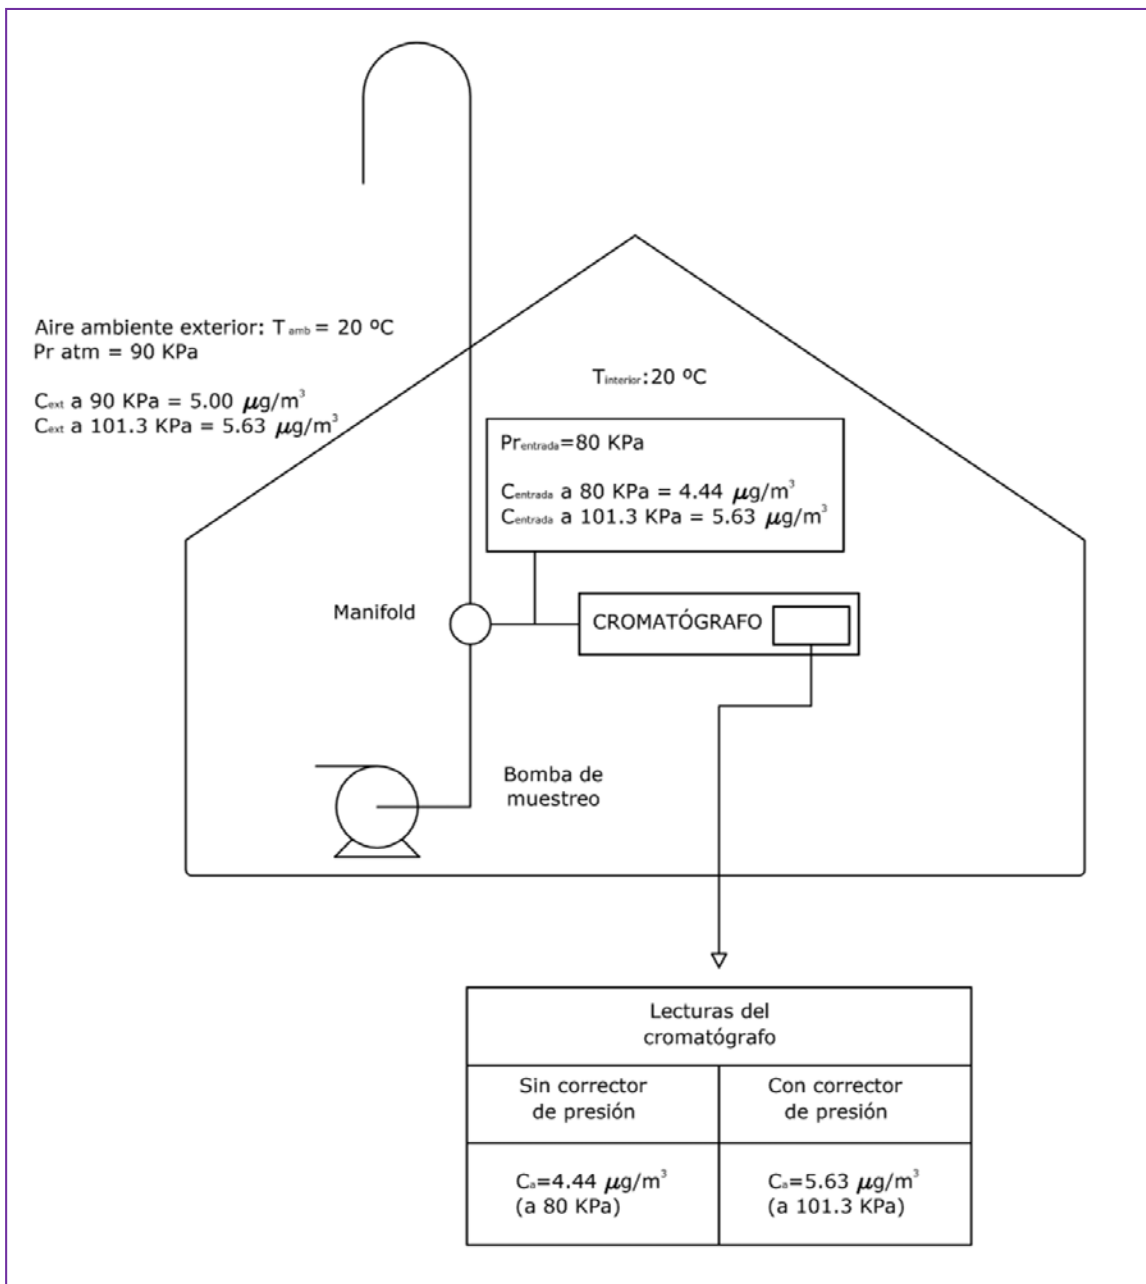 Aire ambiente exterior: T amb = 20 ºC
Pr atm = 90 KPa
Cext a 90 KPa = 5.00 µg/m³
Cext a 101.3 KPa = 5.63 µg/m³
Tinterior:20 ºC
Prentrada=80 KPa
Centrada a 80 KPa = 4.44 µg/m³
Centrada a 101.3 KPa = 5.63 µg/m³
Manifold
CROMATÓGRAFO
Bomba de
muestreo
Lecturas del
cromatógrafo
Sin corrector
de presión
Con corrector
de presión
Ca=4.44 µg/m³
(a 80 KPa)
Ca=5.63 µg/m³
(a 101.3 KPa)